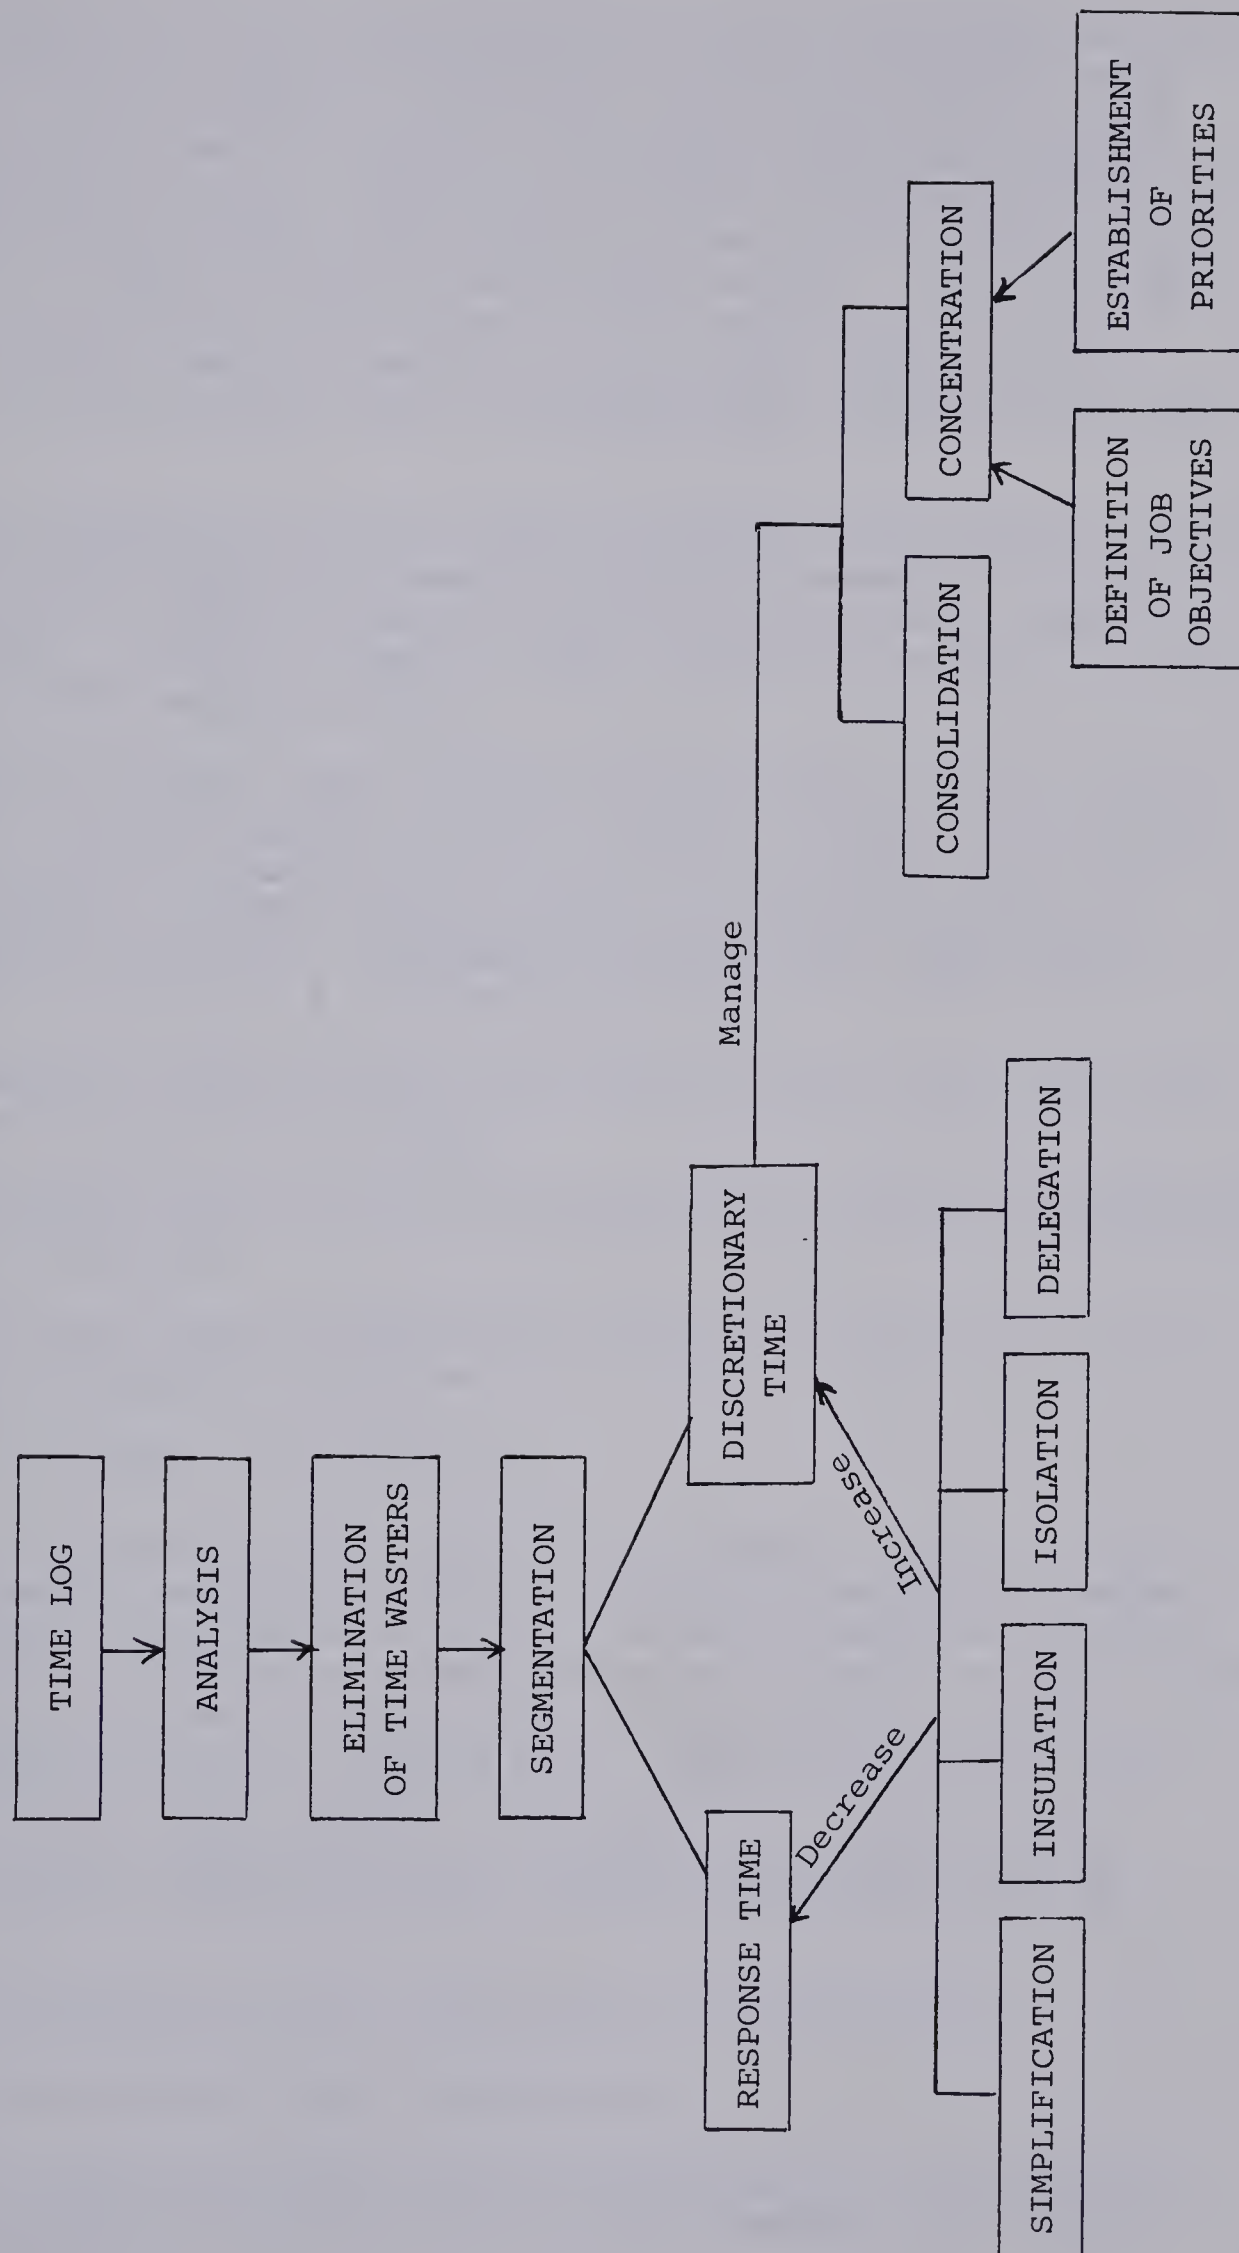 TIME LOG
ANALYSIS
ELIMINATION
OF TIME WASTERS
SEGMENTATION
RESPONSE TIME
DISCRETIONARY
TIME
Manage
Decrease
Increase
SIMPLIFICATION
INSULATION
ISOLATION
DELEGATION
CONSOLIDATION
CONCENTRATION
DEFINITION
OF JOB
OBJECTIVES
ESTABLISHMENT
OF
PRIORITIES